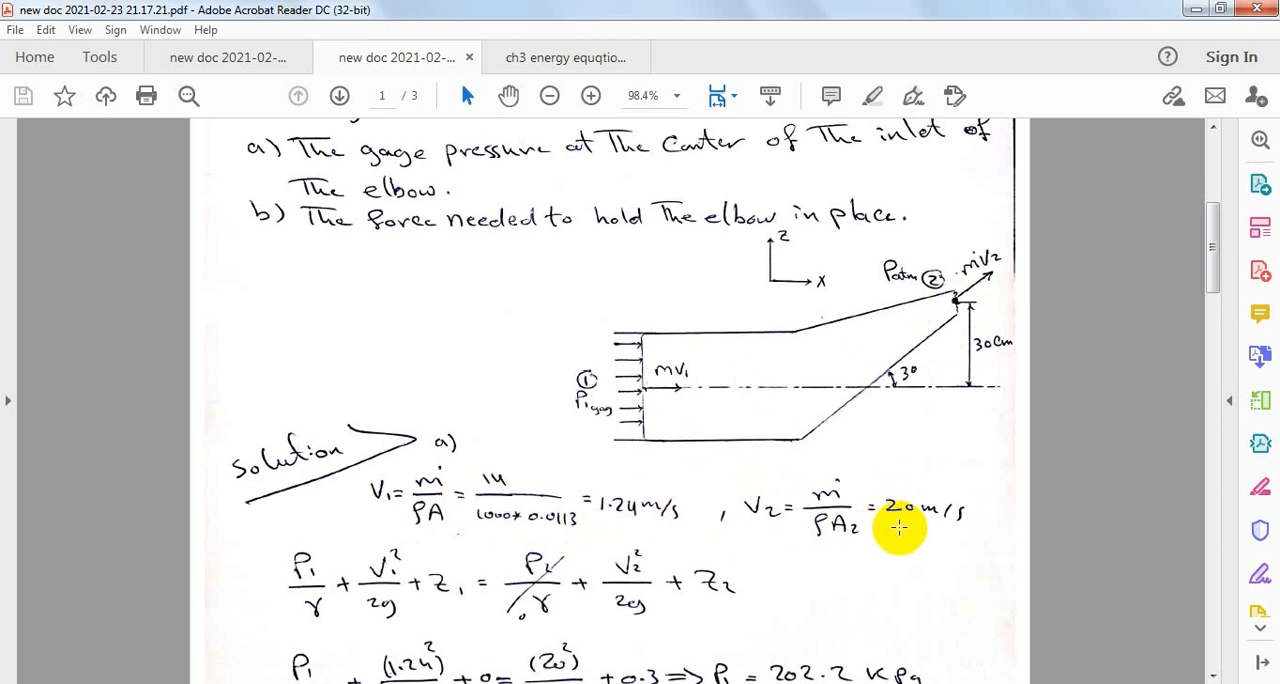 new doc 2021-02-23 21.17.21.pdf - Adobe Acrobat Reader DC (32-bit)
File Edit View Sign Window Help
Home Tools new doc 2021-02-... new doc 2021-02-... × ch3 energy equqtio... Sign In
1 / 3 98.4%
a) The gage pressure at The Center of The inlet of
The elbow.
b) The force needed to hold The elbow in place.
Z
X
Patm ② ṁV2
30cm
① mV1 30
P1gag
Solution a)
V1 = ṁ/ρA = 14/1000*0.0113 = 1.24 m/s , V2 = ṁ/ρA2 = 20 m/s
P1/γ + V1²/2g + Z1 = P2/γ 0 + V2²/2g + Z2
P1 + (1.24)² + 0 = (20)² + 0.3 ⇒ P1 = 202.2 KPa